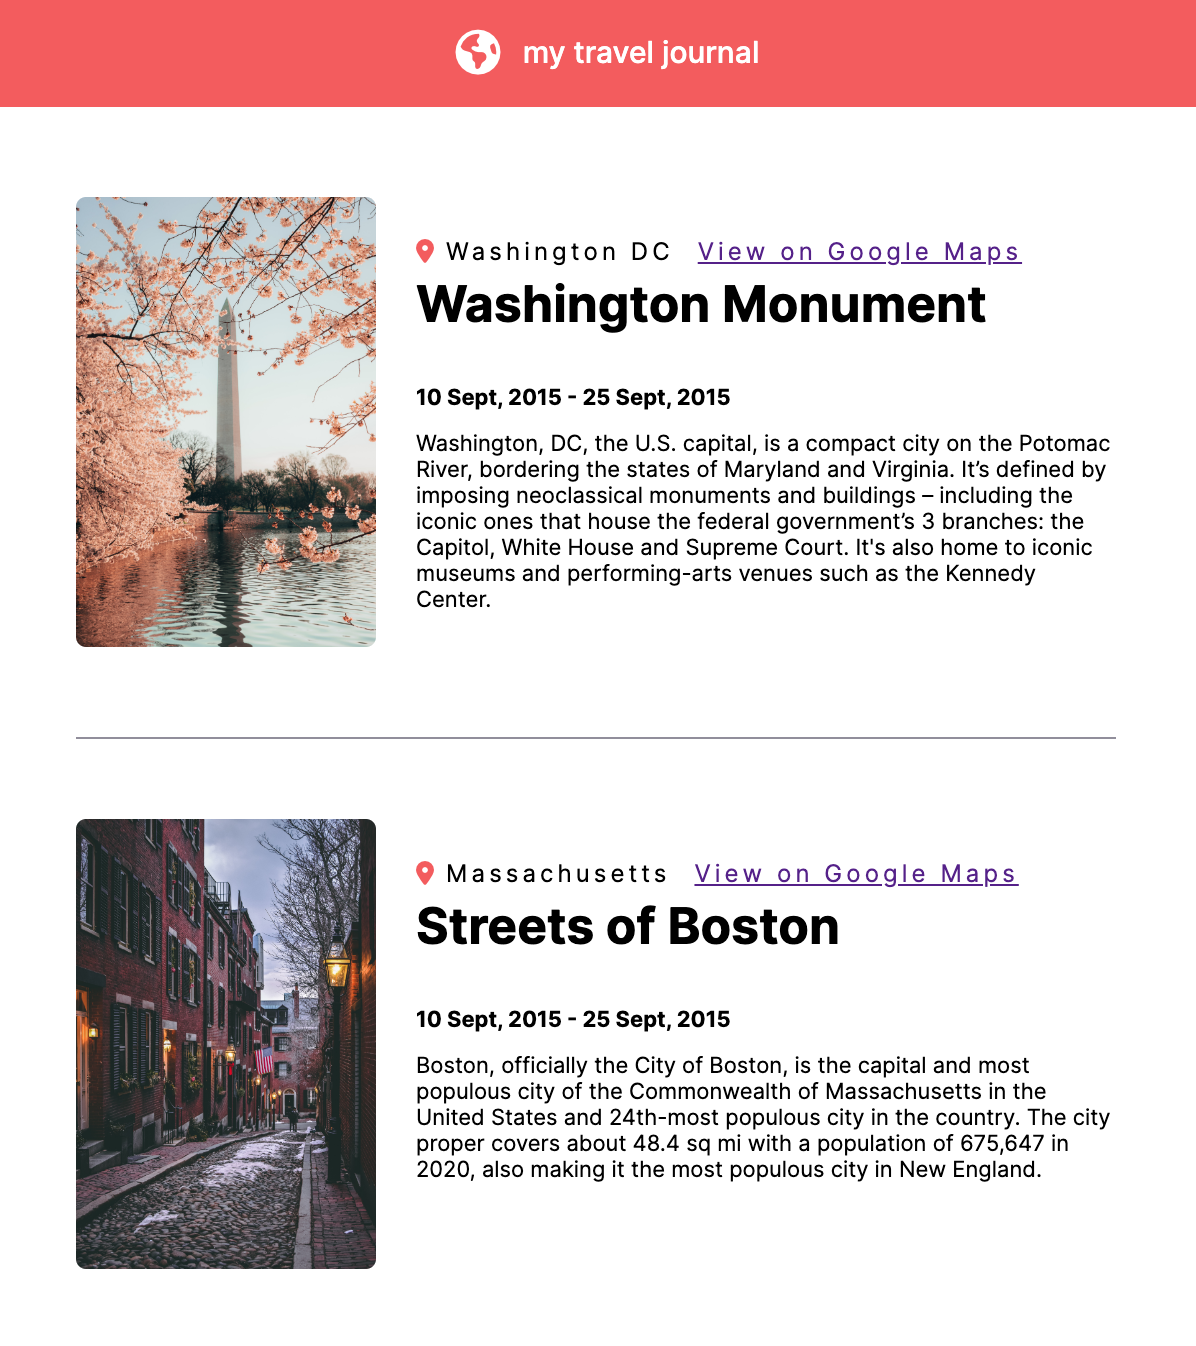 my travel journal
Washington DC View on Google Maps
Washington Monument
10 Sept, 2015 - 25 Sept, 2015
Washington, DC, the U.S. capital, is a compact city on the Potomac
River, bordering the states of Maryland and Virginia. It’s defined by
imposing neoclassical monuments and buildings – including the
iconic ones that house the federal government’s 3 branches: the
Capitol, White House and Supreme Court. It's also home to iconic
museums and performing-arts venues such as the Kennedy
Center.
Massachusetts View on Google Maps
Streets of Boston
10 Sept, 2015 - 25 Sept, 2015
Boston, officially the City of Boston, is the capital and most
populous city of the Commonwealth of Massachusetts in the
United States and 24th-most populous city in the country. The city
proper covers about 48.4 sq mi with a population of 675,647 in
2020, also making it the most populous city in New England.